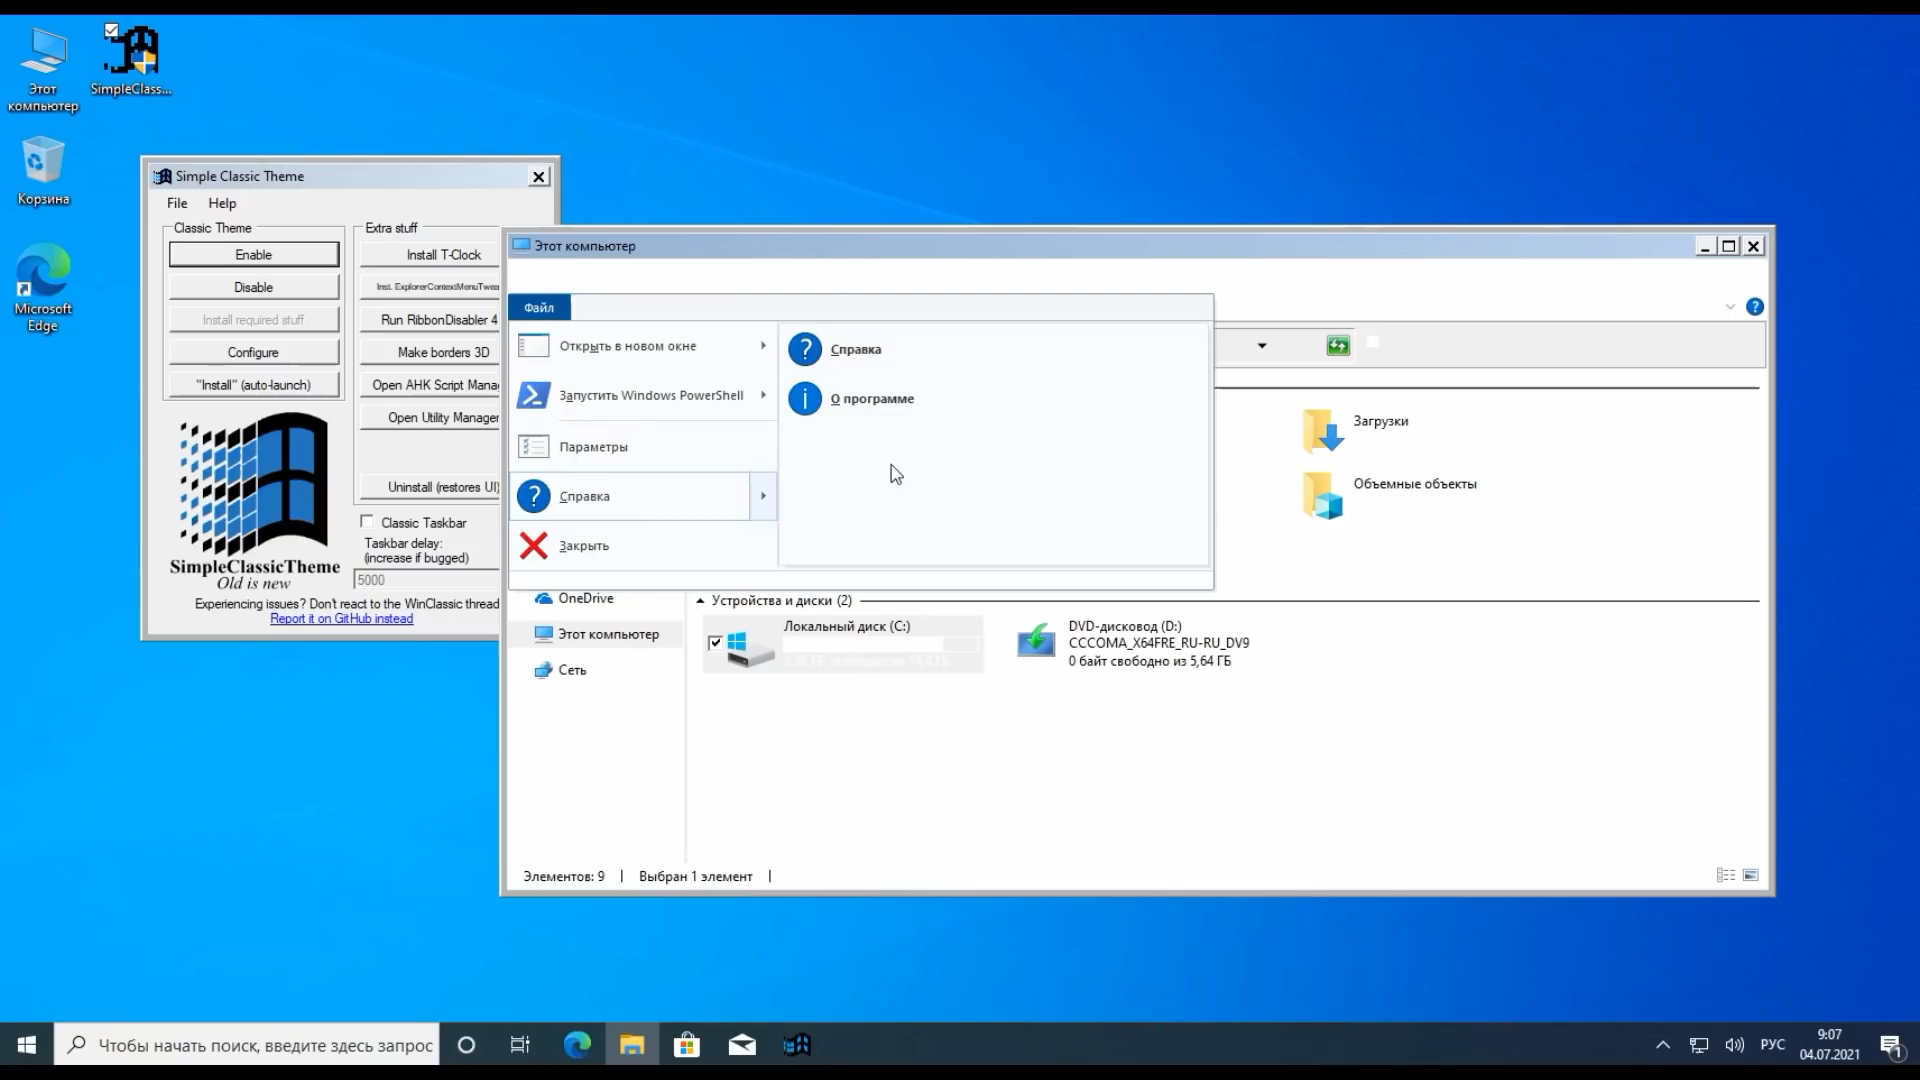 Этот
компьютер
SimpleClass...
Корзина
Microsoft
Edge
Simple Classic Theme
File Help
Classic Theme
Enable
Disable
Install required stuff
Configure
"Install" (auto-launch)
SimpleClassicTheme
Old is new
Extra stuff
Install T-Clock
Inst. ExplorerContextMenuTwea
Run RibbonDisabler 4
Make borders 3D
Open AHK Script Mana
Open Utility Manager
Uninstall (restores UI)
Classic Taskbar
Taskbar delay:
(increase if bugged)
5000
Experiencing issues? Don't react to the WinClassic thread
Report it on GitHub instead
Этот компьютер
Файл
Открыть в новом окне
Запустить Windows PowerShell
Параметры
Справка
Закрыть
Справка
О программе
Загрузки
Объемные объекты
OneDrive
Этот компьютер
Сеть
Устройства и диски (2)
Локальный диск (C:)
DVD-дисковод (D:)
CCCOMA_X64FRE_RU-RU_DV9
0 байт свободно из 5,64 ГБ
Элементов: 9 | Выбран 1 элемент |
Чтобы начать поиск, введите здесь запрос
РУС
9:07
04.07.2021
1